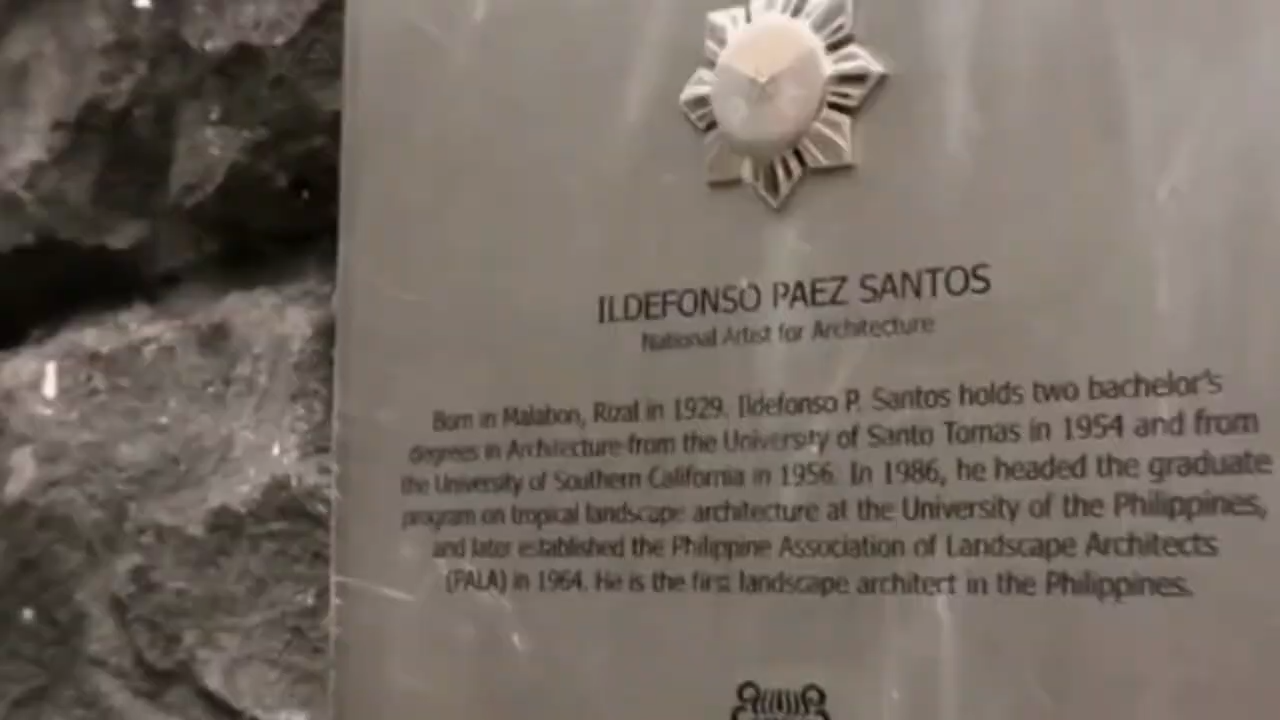 ILDEFONSO PAEZ SANTOS
National Artist for Architecture
Born in Malabon, Rizal in 1929. Ildefonso P. Santos holds two bachelor's
degrees in Architecture from the University of Santo Tomas in 1954 and from
the University of Southern California in 1956. In 1986, he headed the graduate
program on tropical landscape architecture at the University of the Philippines,
and later established the Philippine Association of Landscape Architects
(PALA) in 1964. He is the first landscape architect in the Philippines.